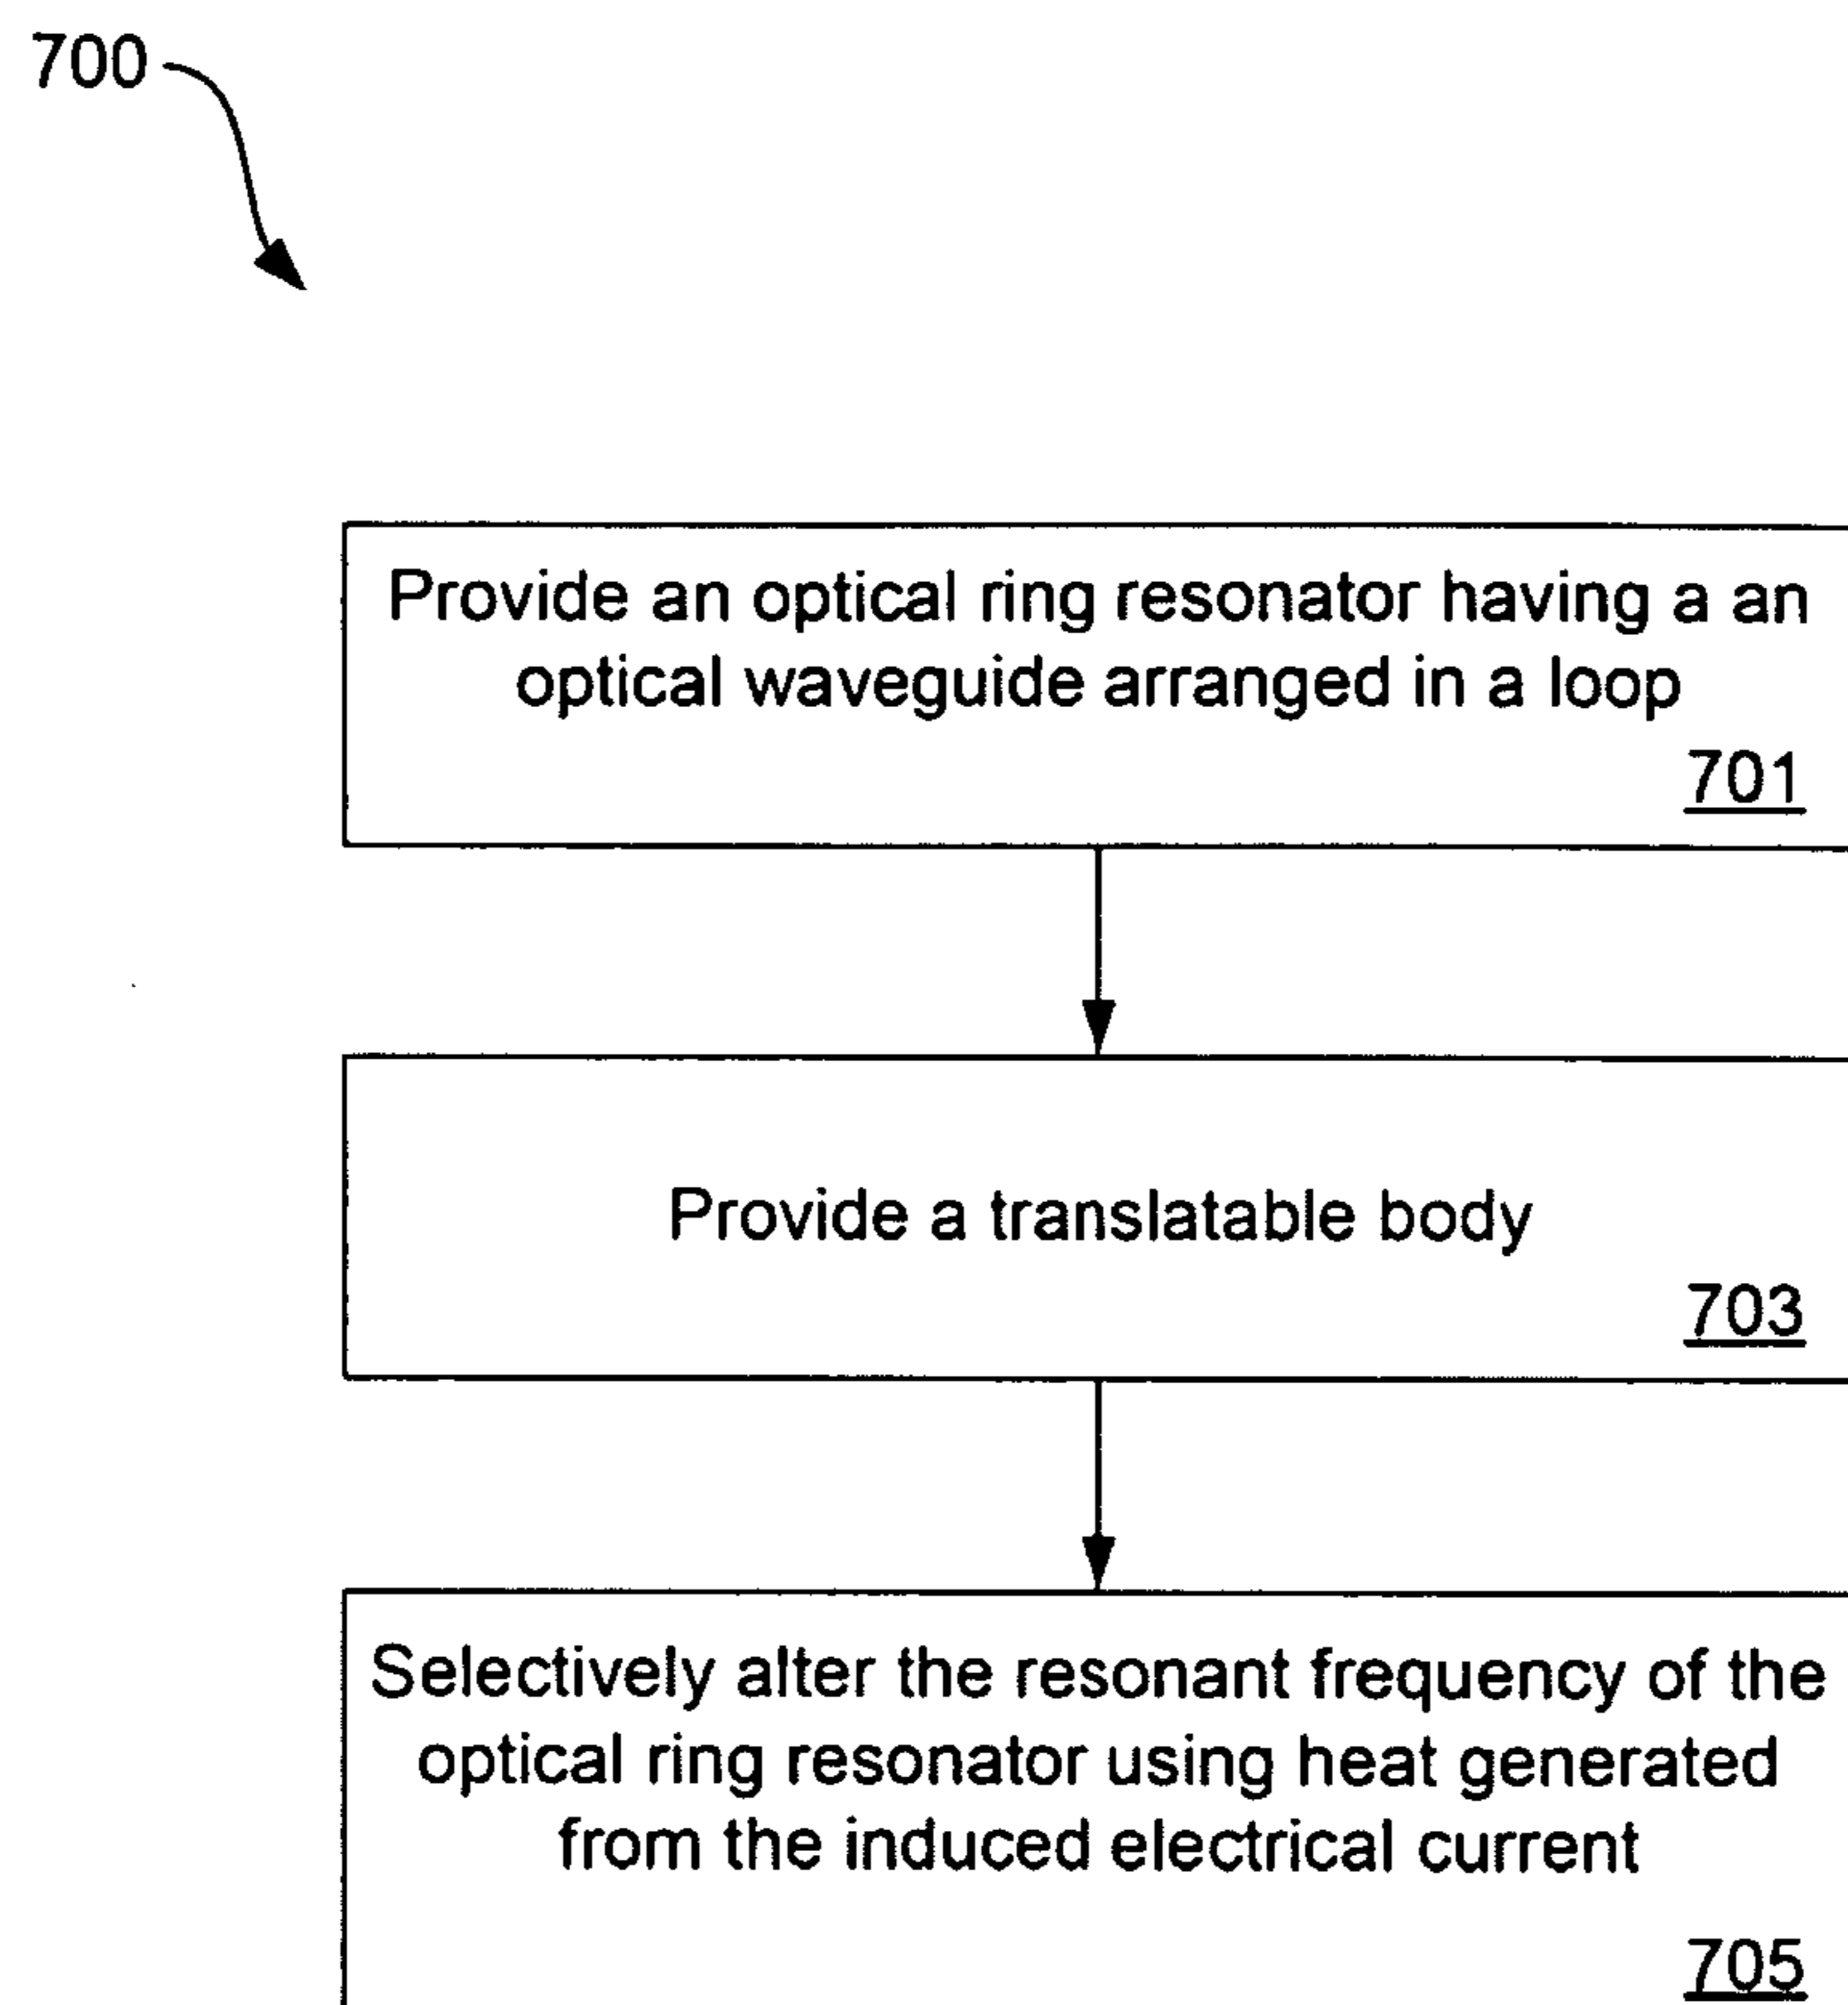 700
Provide an optical ring resonator having a an
optical waveguide arranged in a loop
701
Provide a translatable body
703
Selectively alter the resonant frequency of the
optical ring resonator using heat generated
from the induced electrical current
705